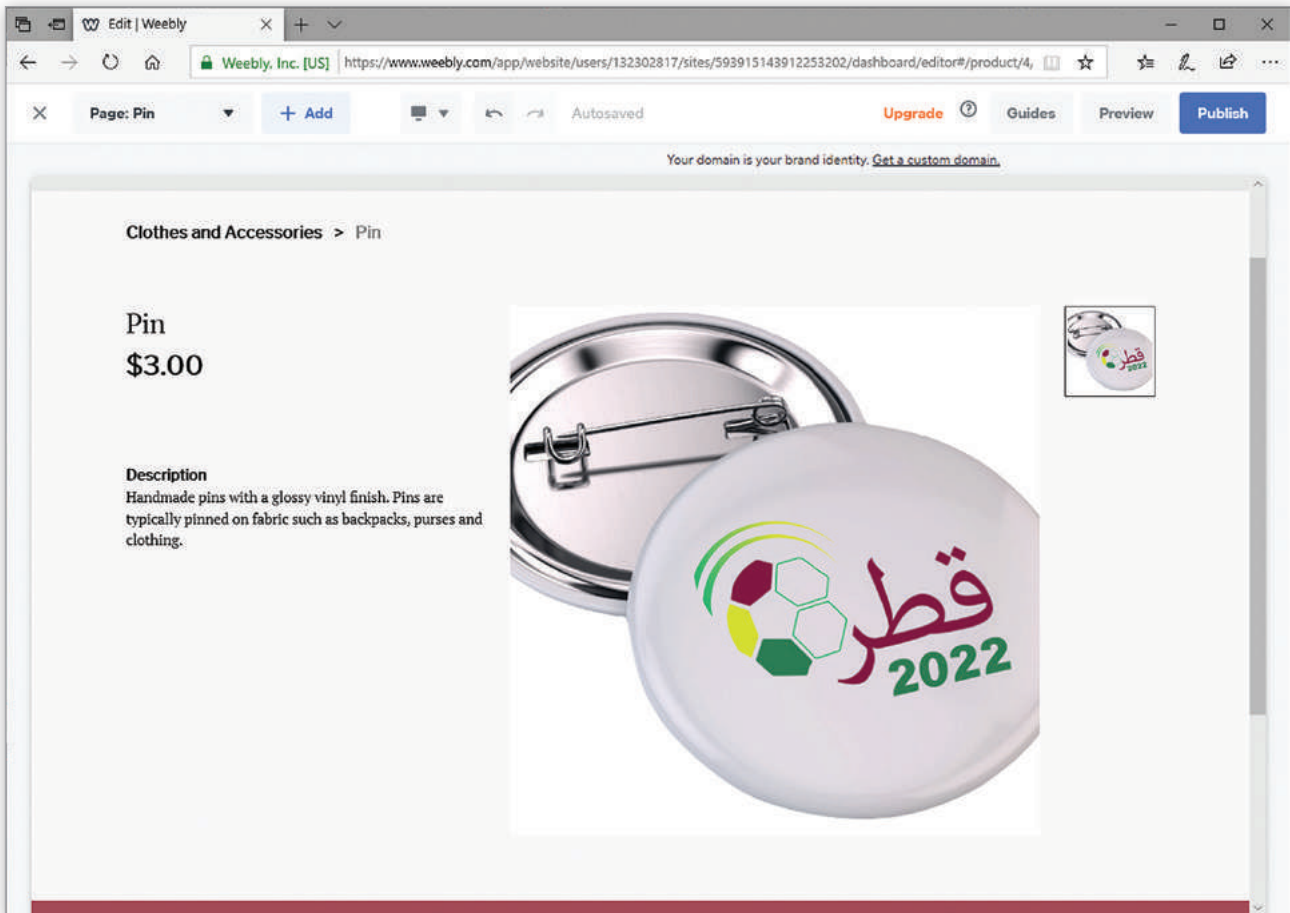 Edit | Weebly
Weebly, Inc. [US] https://www.weebly.com/app/website/users/132302817/sites/593915143912253202/dashboard/editor#/product/4,
Page: Pin + Add Autosaved Upgrade Guides Preview Publish
Your domain is your brand identity. Get a custom domain.
Clothes and Accessories > Pin
Pin
$3.00
Description
Handmade pins with a glossy vinyl finish. Pins are
typically pinned on fabric such as backpacks, purses and
clothing.
قطر
2022
قطر
2022